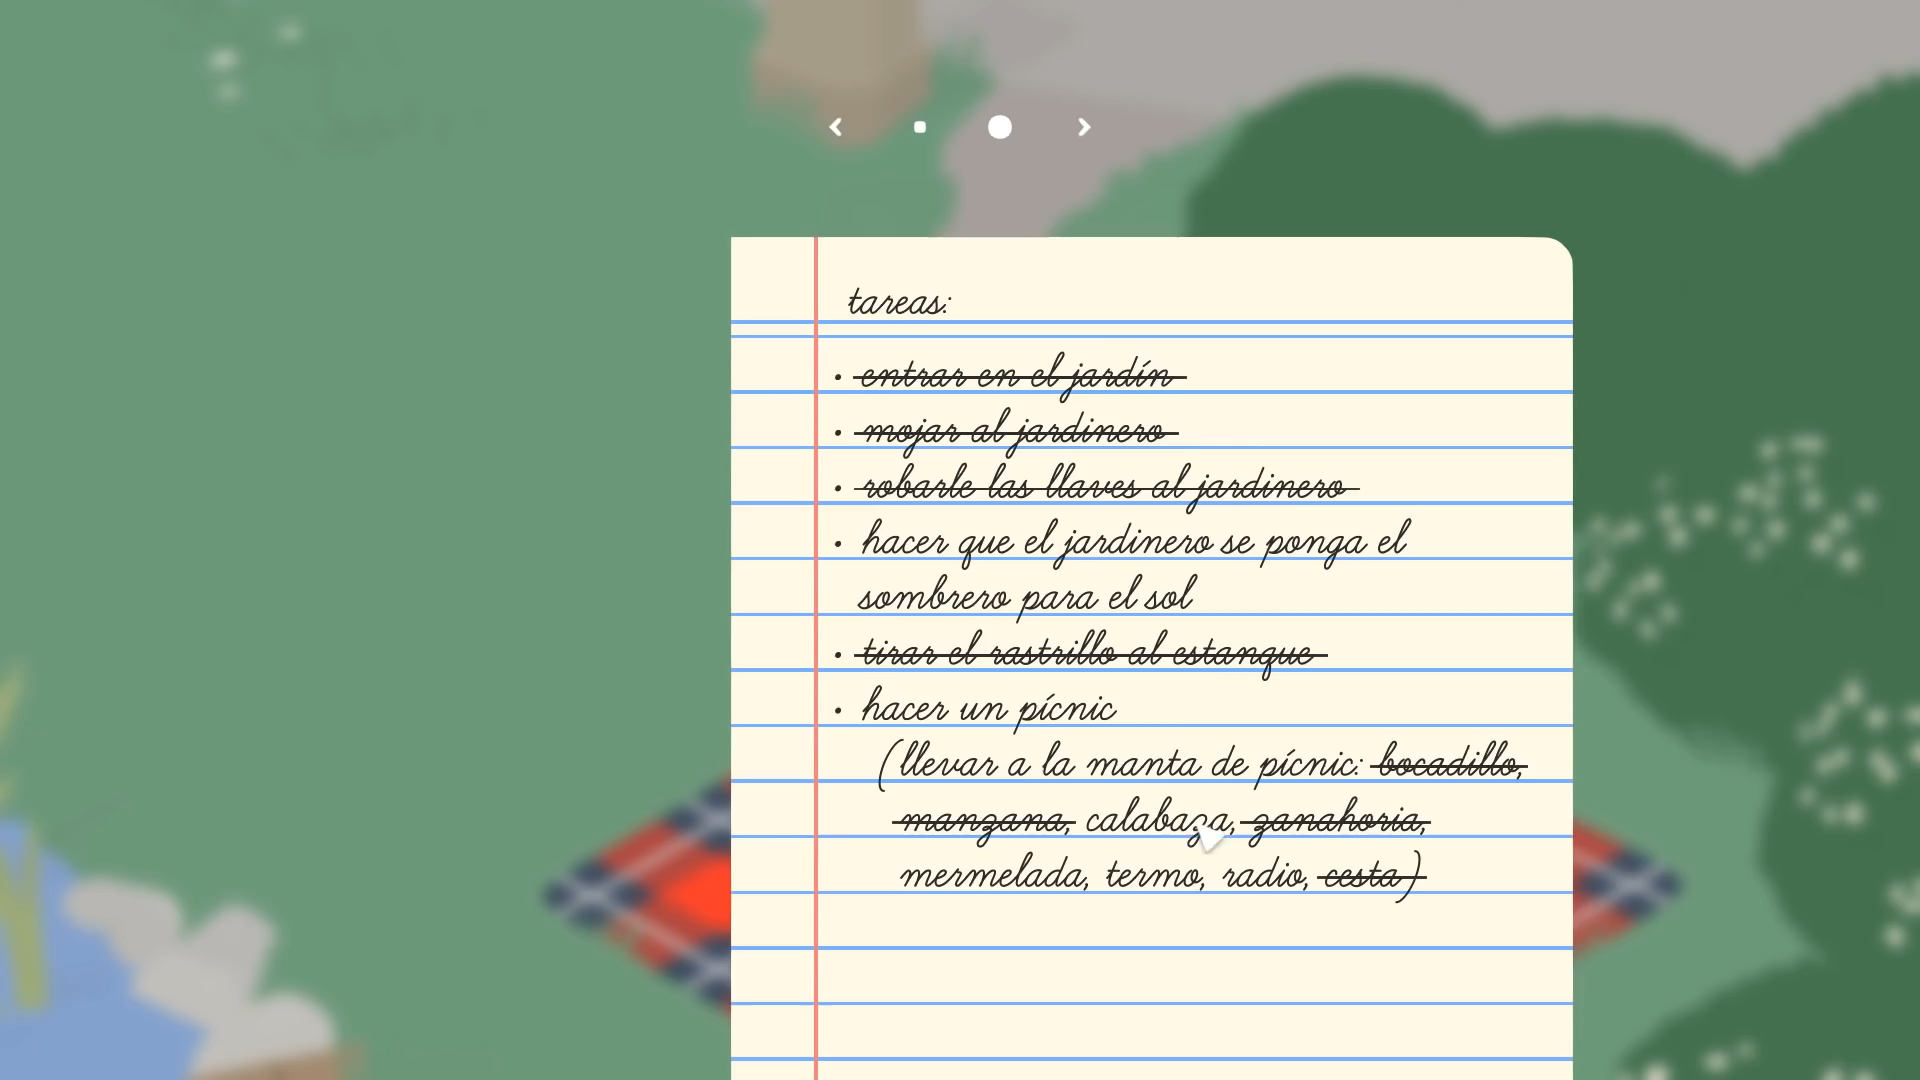 tareas:
• entrar en el jardín
• mojar al jardinero
• robarle las llaves al jardinero
• hacer que el jardinero se ponga el
sombrero para el sol
• tirar el rastrillo al estanque
• hacer un pícnic
(llevar a la manta de pícnic: bocadillo,
manzana, calabaza, zanahoria,
mermelada, termo, radio, cesta)